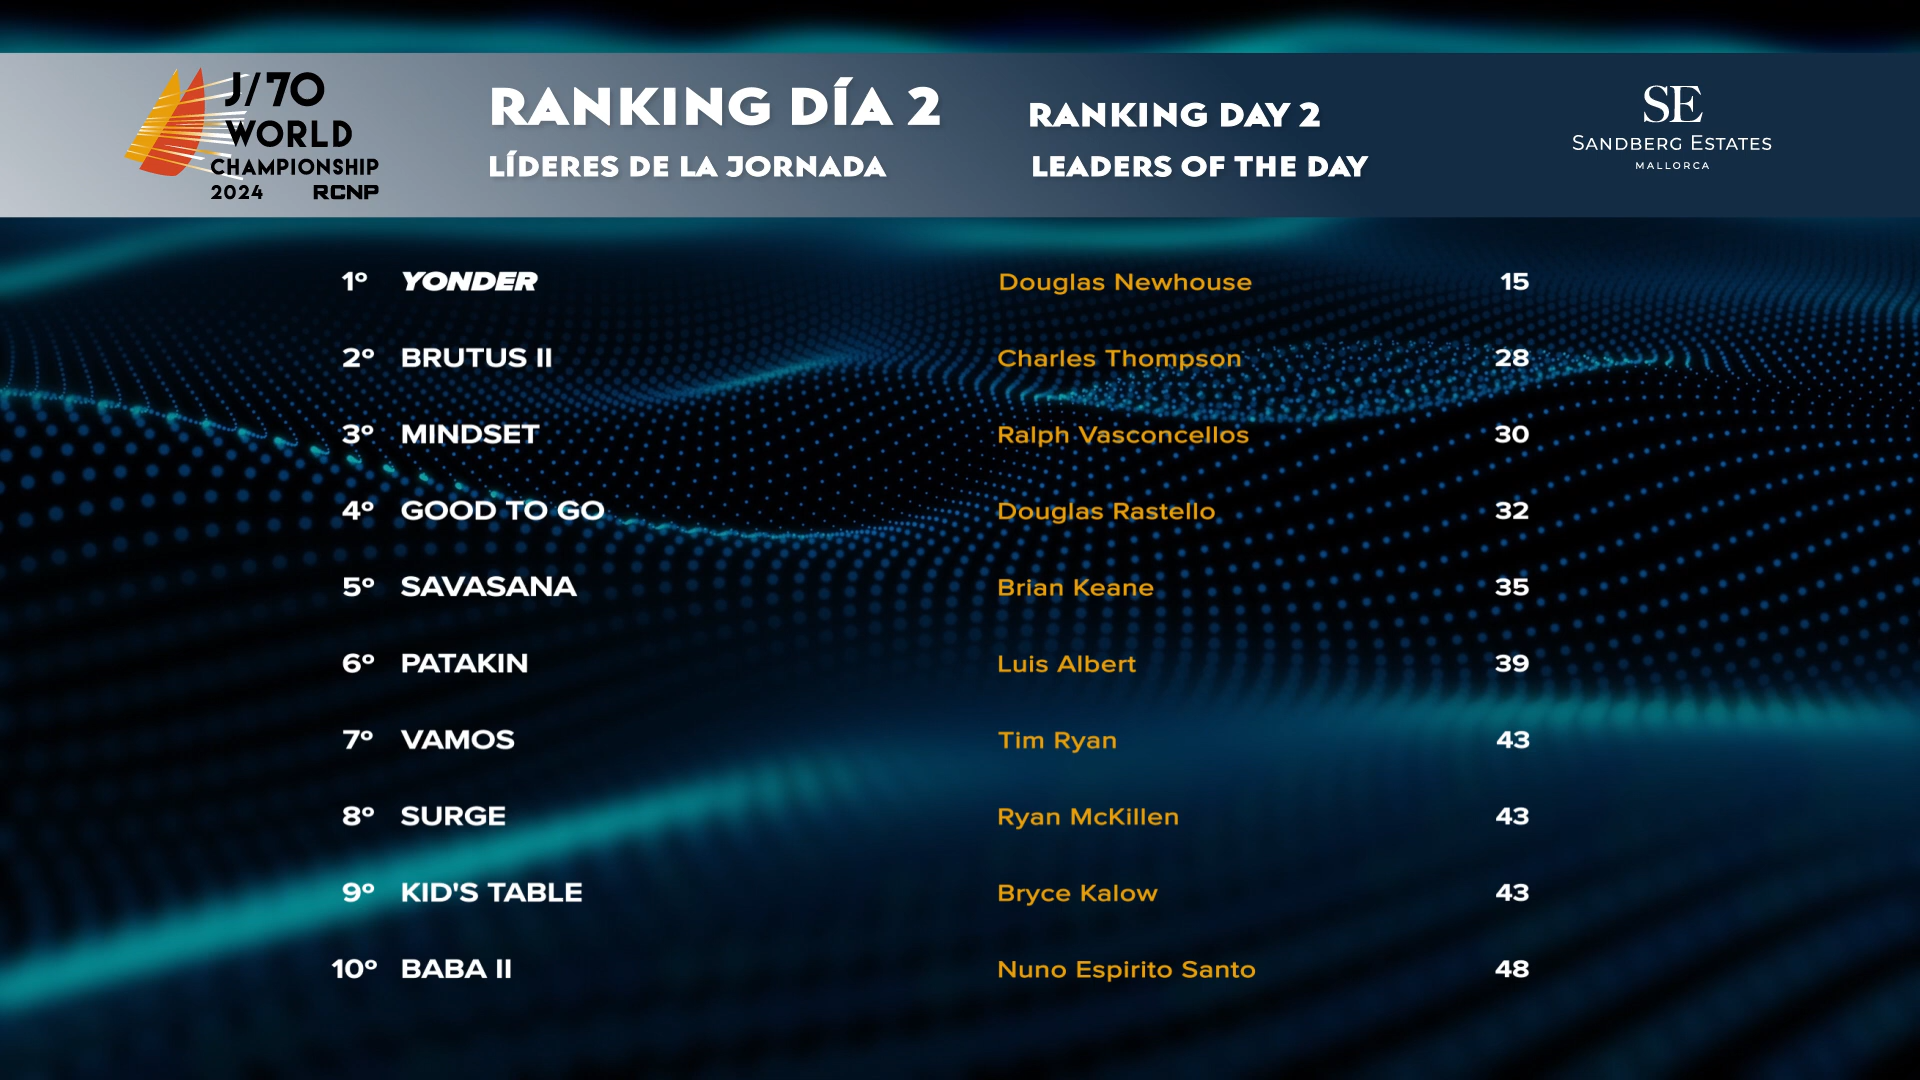 J/70
WORLD
CHAMPIONSHIP
2024 RCNP
RANKING DÍA 2
LÍDERES DE LA JORNADA
RANKING DAY 2
LEADERS OF THE DAY
SE
SANDBERG ESTATES
MALLORCA
1º YONDER Douglas Newhouse 15
2º BRUTUS II Charles Thompson 28
3º MINDSET Ralph Vasconcellos 30
4º GOOD TO GO Douglas Rastello 32
5º SAVASANA Brian Keane 35
6º PATAKIN Luis Albert 39
7º VAMOS Tim Ryan 43
8º SURGE Ryan McKillen 43
9º KID'S TABLE Bryce Kalow 43
10º BABA II Nuno Espirito Santo 48